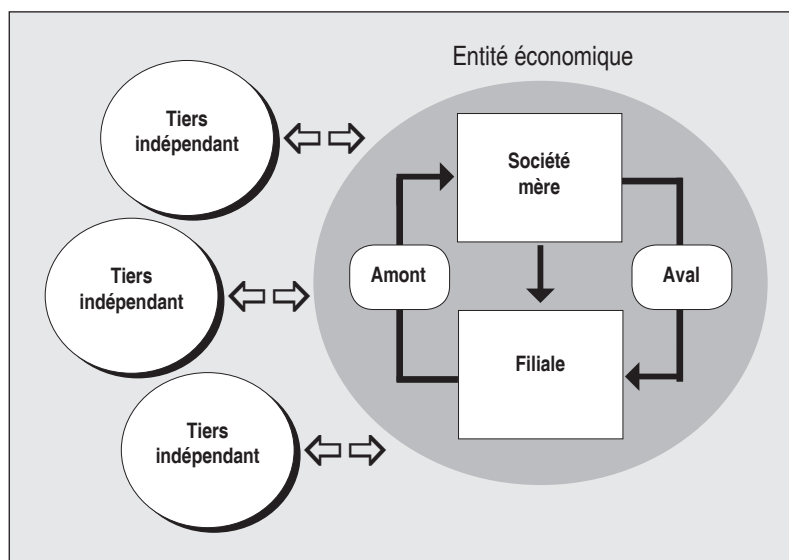 Entité économique
Tiers
indépendant
Société
mère
Tiers
indépendant
Amont
Aval
Filiale
Tiers
indépendant